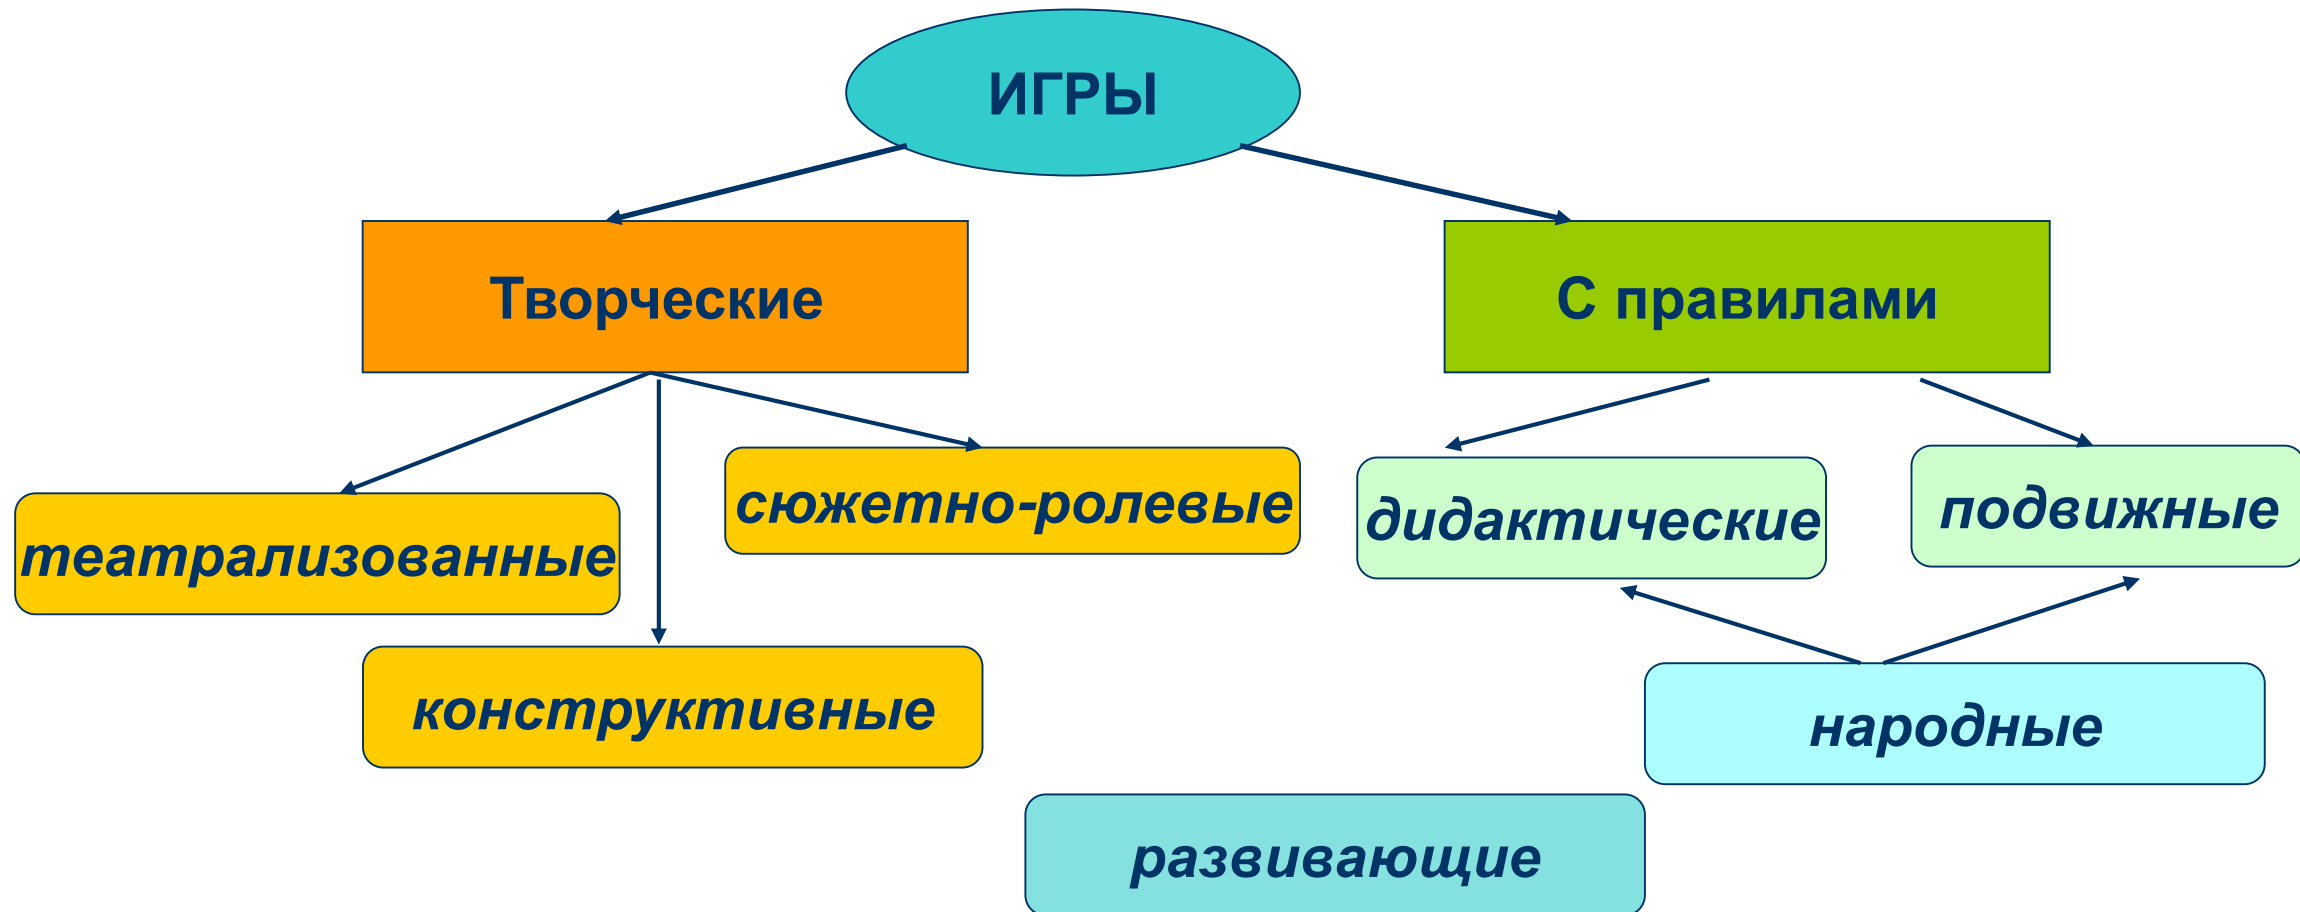 ИГРЫ
Творческие
С правилами
театрализованные
сюжетно-ролевые
конструктивные
дидактические
подвижные
народные
развивающие